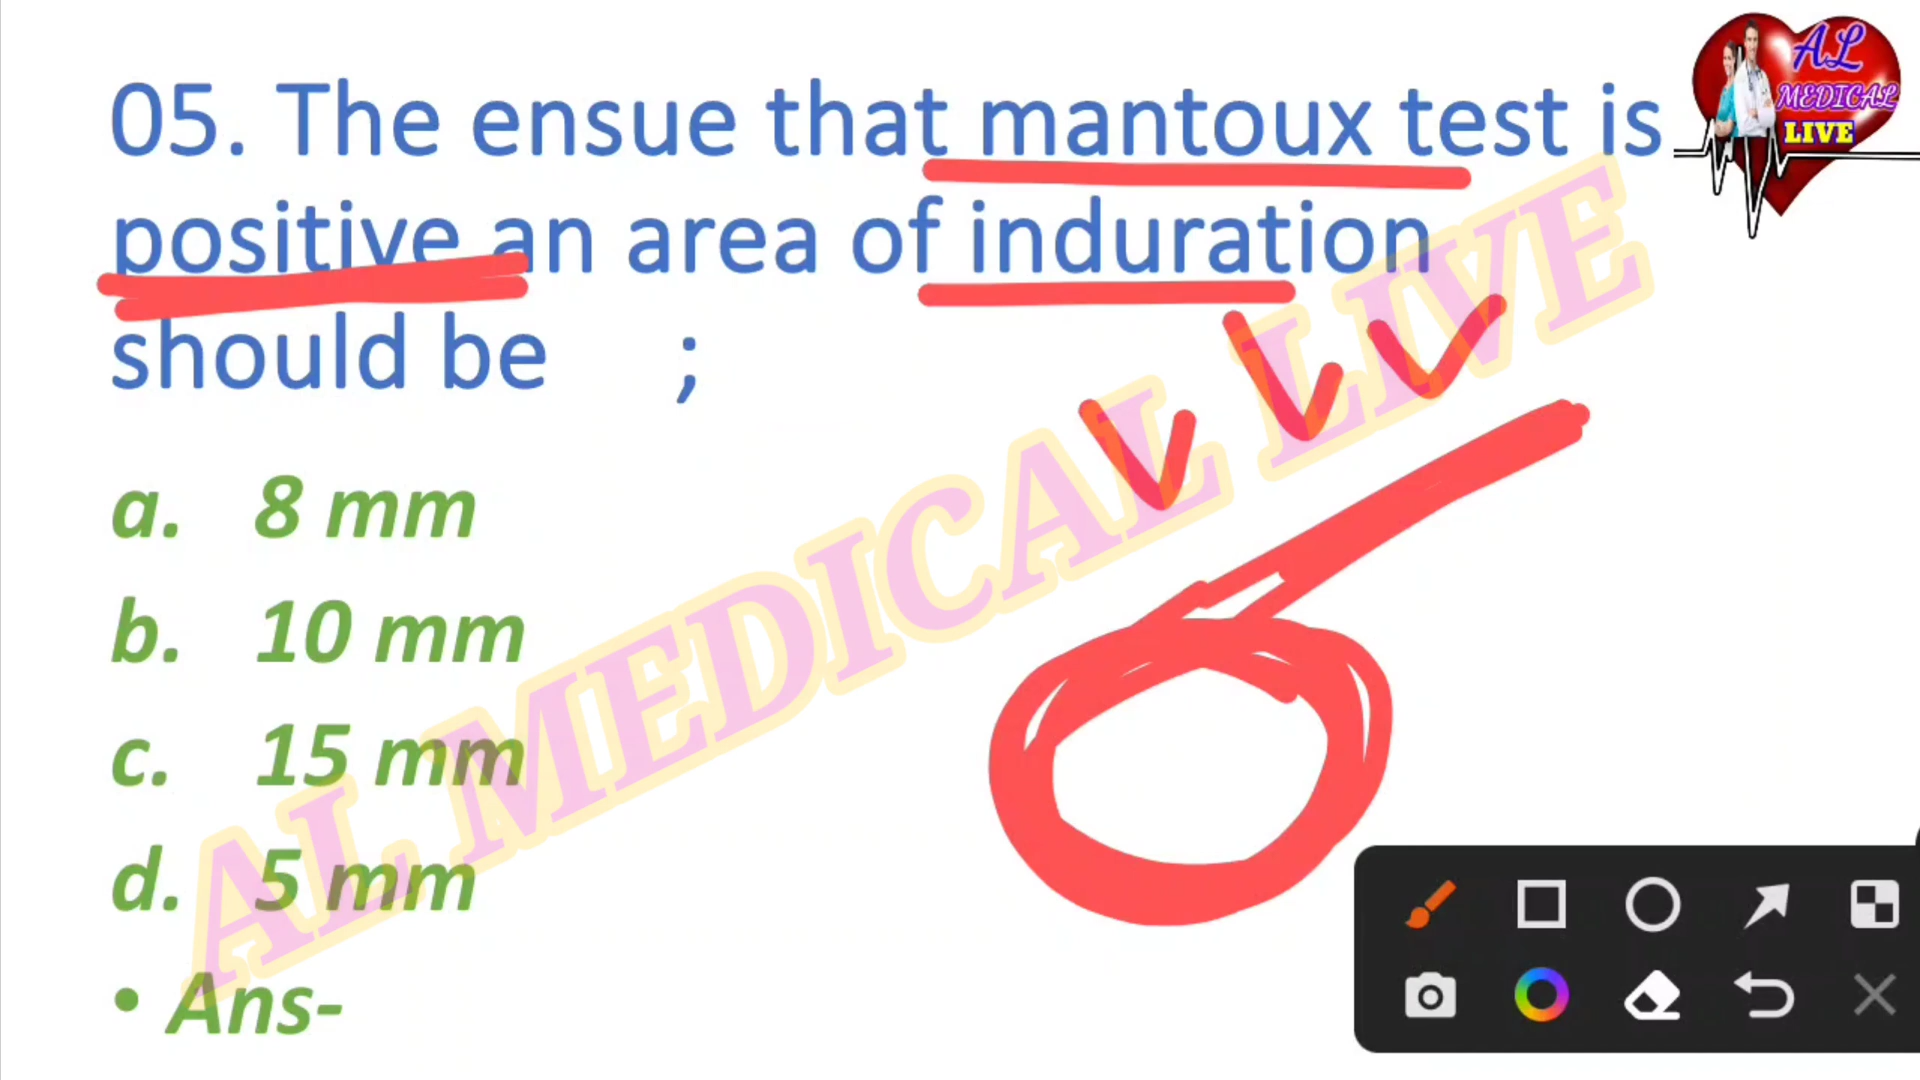 05. The ensue that mantoux test is
positive an area of induration
should be ;
a. 8 mm
b. 10 mm
c. 15 mm
d. 5 mm
• Ans-
AL MEDICAL LIVE
AL
MEDICAL
LIVE